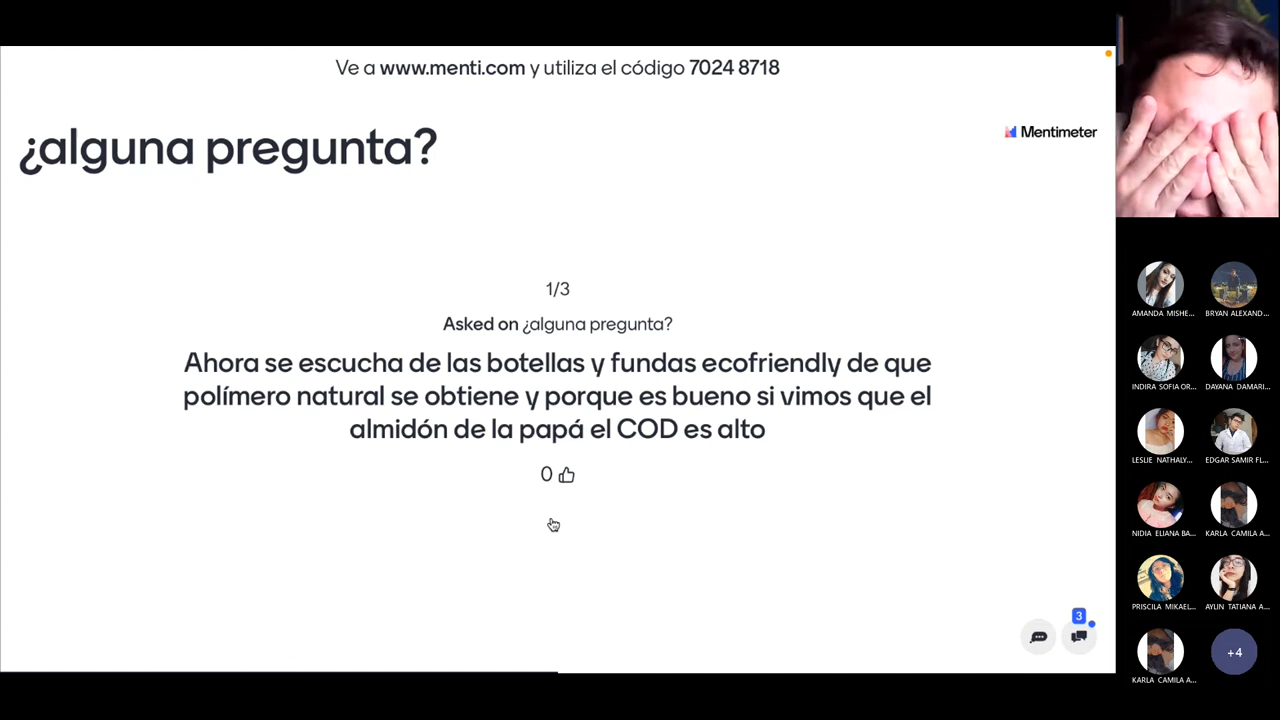 Ve a www.menti.com y utiliza el código 7024 8718
¿alguna pregunta?
Mentimeter
1/3
Asked on ¿alguna pregunta?
Ahora se escucha de las botellas y fundas ecofriendly de que
polímero natural se obtiene y porque es bueno si vimos que el
almidón de la papá el COD es alto
0
3
AMANDA MISHE...
BRYAN ALEXAND...
INDIRA SOFIA OR...
DAYANA DAMARI...
LESLIE NATHALY...
EDGAR SAMIR FL...
NIDIA ELIANA BA...
KARLA CAMILA A...
PRISCILA MIKAEL...
AYLIN TATIANA A...
KARLA CAMILA A...
+4